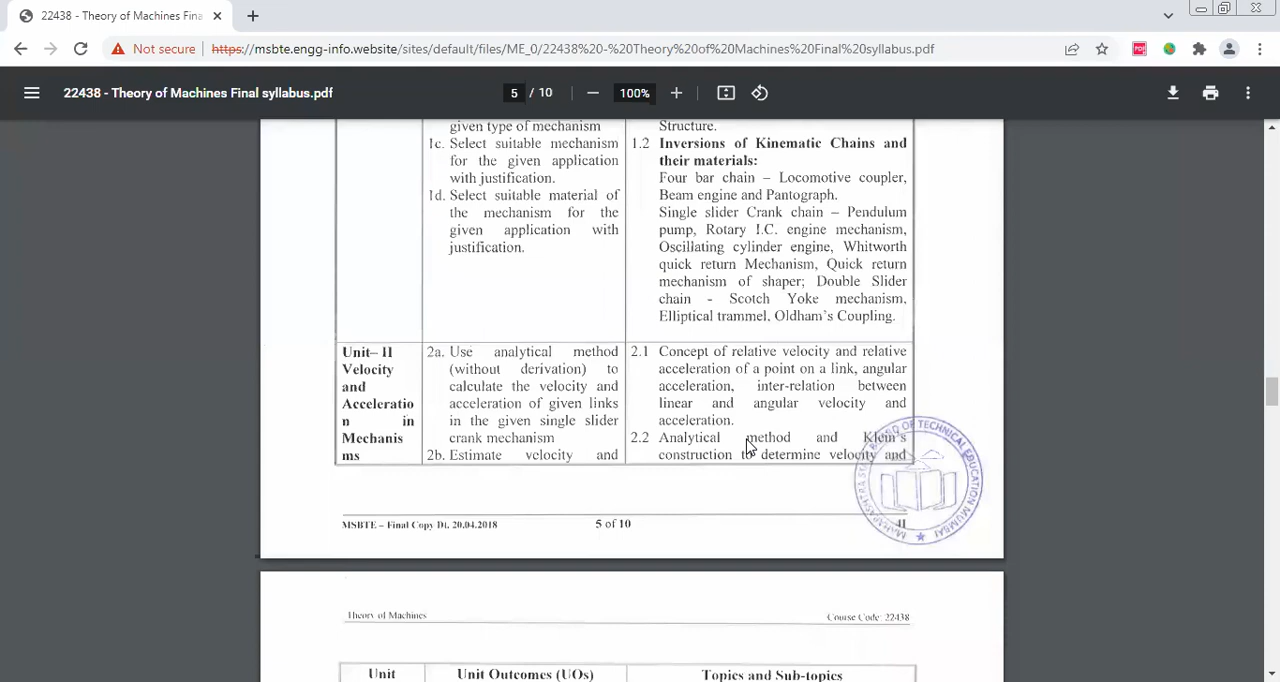 22438 - Theory of Machines Fina
Not secure
https://msbte.engg-info.website/sites/default/files/ME_0/22438%20-%20Theory%20of%20Machines%20Final%20syllabus.pdf
PDF
22438 - Theory of Machines Final syllabus.pdf
5 / 10
100%
given type of mechanism
1c. Select suitable mechanism
for the given application
with justification.
1d. Select suitable material of
the mechanism for the
given application with
justification.
Structure.
1.2 Inversions of Kinematic Chains and
their materials:
Four bar chain – Locomotive coupler,
Beam engine and Pantograph.
Single slider Crank chain – Pendulum
pump, Rotary I.C. engine mechanism,
Oscillating cylinder engine, Whitworth
quick return Mechanism, Quick return
mechanism of shaper; Double Slider
chain - Scotch Yoke mechanism,
Elliptical trammel, Oldham's Coupling.
Unit– II
Velocity
and
Acceleratio
n in
Mechanis
ms
2a. Use analytical method
(without derivation) to
calculate the velocity and
acceleration of given links
in the given single slider
crank mechanism
2b. Estimate velocity and
2.1 Concept of relative velocity and relative
acceleration of a point on a link, angular
acceleration, inter-relation between
linear and angular velocity and
acceleration.
2.2 Analytical method and Klein's
construction to determine velocity and
MAHARASHTRA STATE BOARD OF TECHNICAL EDUCATION MUMBAI
MSBTE – Final Copy Dt. 20.04.2018
5 of 10
Theory of Machines
Course Code: 22438
Unit
Unit Outcomes (UOs)
Topics and Sub-topics